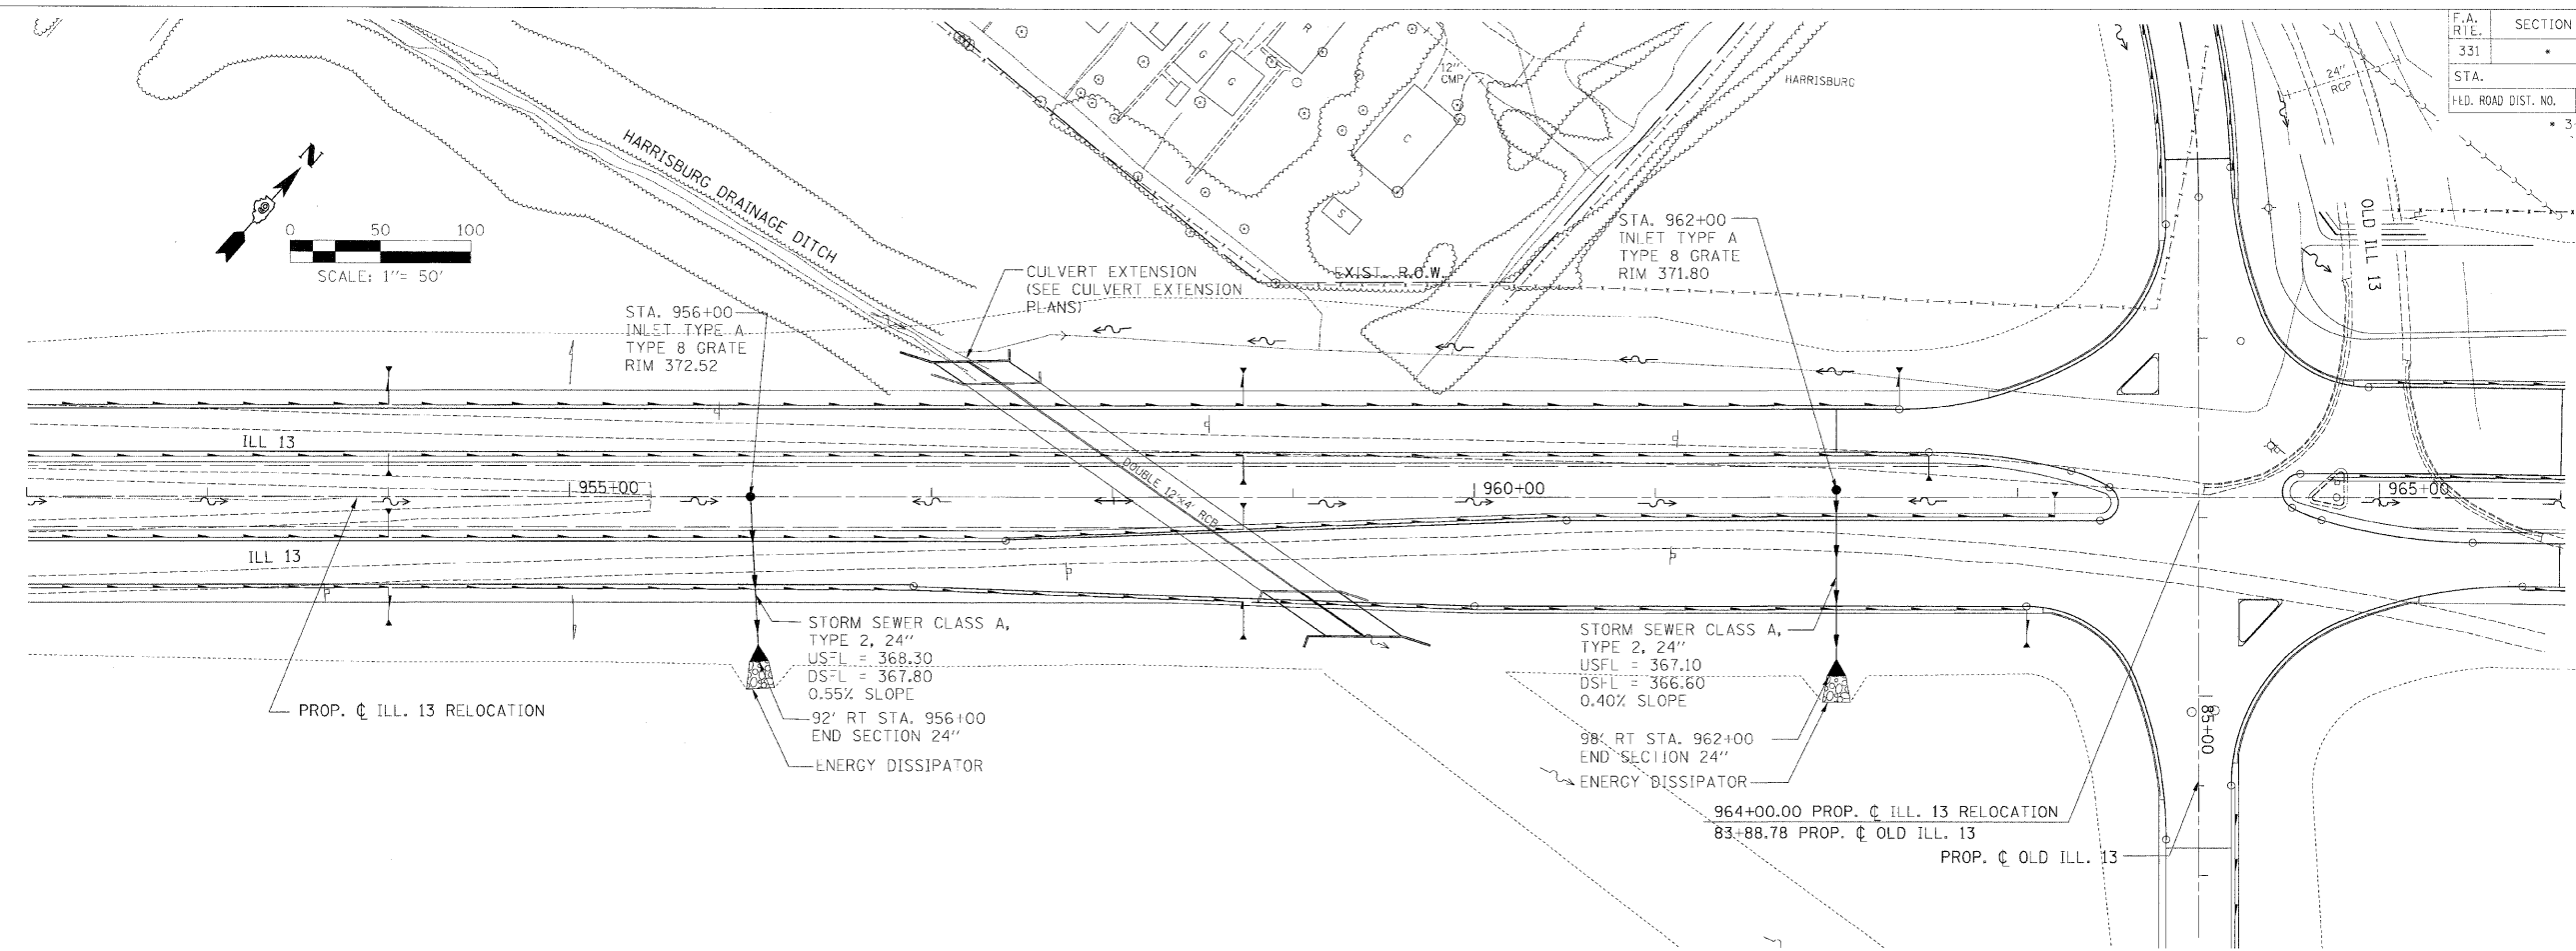 F.A.
RTE.
SECTION
331
*
STA.
FED. ROAD DIST. NO.
* 3
N
0 50 100
SCALE: 1"= 50'
HARRISBURG DRAINAGE DITCH
G
G
R
12"
CMP
G
S
HARRISBURG
24"
RCP
OLD ILL 13
STA. 956+00
INLET TYPE A
TYPE 8 GRATE
RIM 372.52
CULVERT EXTENSION
(SEE CULVERT EXTENSION
PLANS)
EXIST. R.O.W.
STA. 962+00
INLET TYPE A
TYPE 8 GRATE
RIM 371.80
ILL 13
955+00
DOUBLE 12'x4' RCB
960+00
965+00
ILL 13
STORM SEWER CLASS A,
TYPE 2, 24"
USFL = 368.30
DSFL = 367.80
0.55% SLOPE
92' RT STA. 956+00
END SECTION 24"
ENERGY DISSIPATOR
PROP. ℄ ILL. 13 RELOCATION
STORM SEWER CLASS A,
TYPE 2, 24"
USFL = 367.10
DSFL = 366.60
0.40% SLOPE
98' RT STA. 962+00
END SECTION 24"
ENERGY DISSIPATOR
85+00
964+00.00 PROP. ℄ ILL. 13 RELOCATION
83+88.78 PROP. ℄ OLD ILL. 13
PROP. ℄ OLD ILL. 13